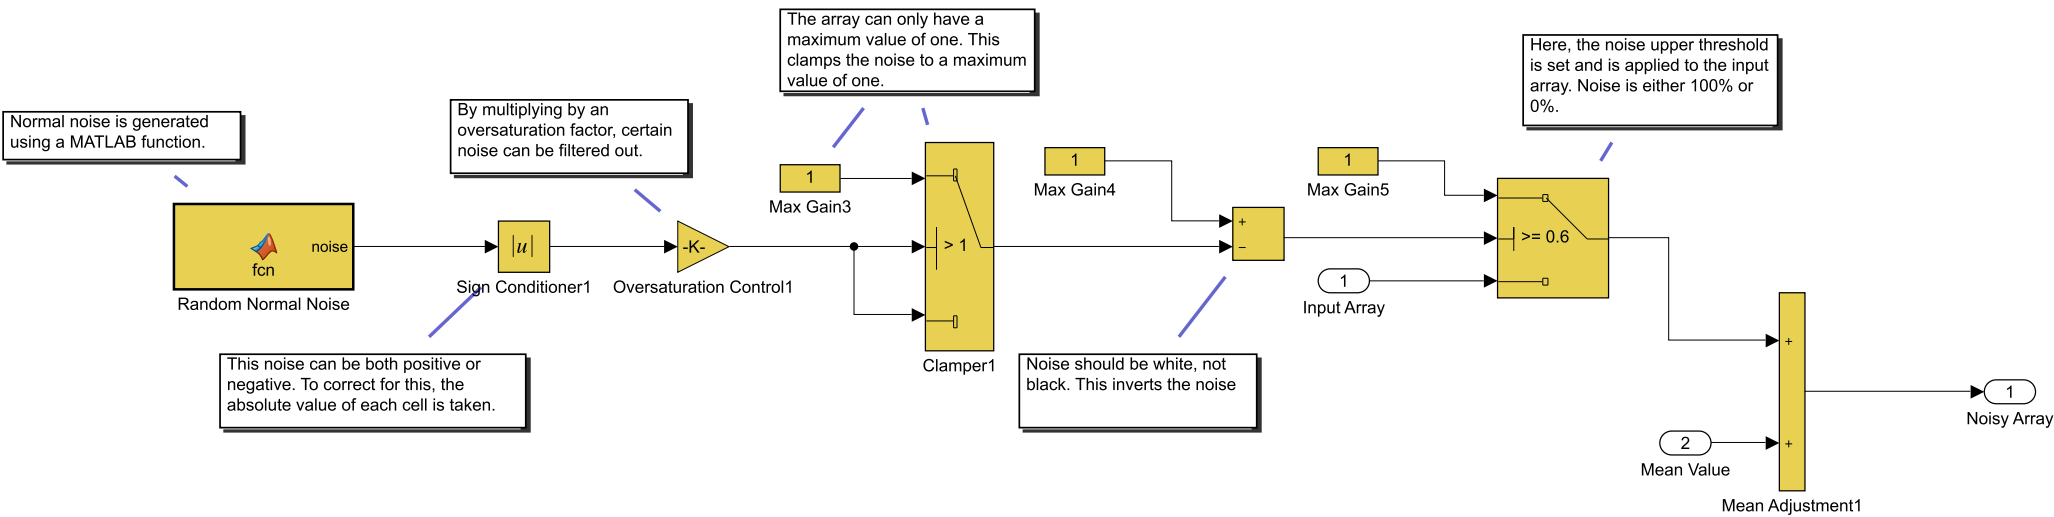 The array can only have a
maximum value of one. This
clamps the noise to a maximum
value of one.
Here, the noise upper threshold
is set and is applied to the input
array. Noise is either 100% or
0%.
By multiplying by an
oversaturation factor, certain
noise can be filtered out.
Normal noise is generated
using a MATLAB function.
1
Max Gain3
1
Max Gain4
1
Max Gain5
noise
fcn
Random Normal Noise
|u|
Sign Conditioner1
-K-
Oversaturation Control1
> 1
Clamper1
+
−
>= 0.6
1
Input Array
This noise can be both positive or
negative. To correct for this, the
absolute value of each cell is taken.
Noise should be white, not
black. This inverts the noise
+
+
2
Mean Value
Mean Adjustment1
1
Noisy Array